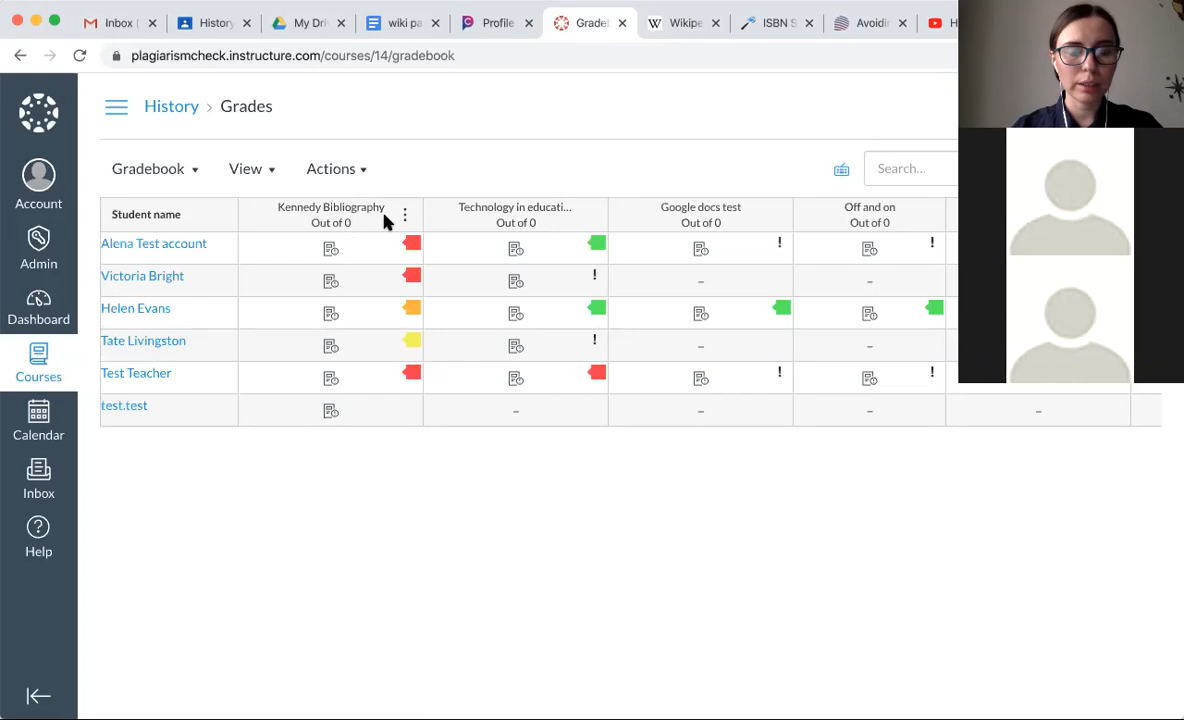 Inbox (
History
My Dri
wiki pa
Profile
Gradeb
Wikipe
ISBN S
Avoidin
H
plagiarismcheck.instructure.com/courses/14/gradebook
History > Grades
Gradebook View Actions
Search...
Student name
Kennedy Bibliography
Out of 0
Technology in educati...
Out of 0
Google docs test
Out of 0
Off and on
Out of 0
Alena Test account ! !
Victoria Bright ! – –
Helen Evans
Tate Livingston ! – –
Test Teacher ! !
test.test – – – –
Account
Admin
Dashboard
Courses
Calendar
Inbox
Help